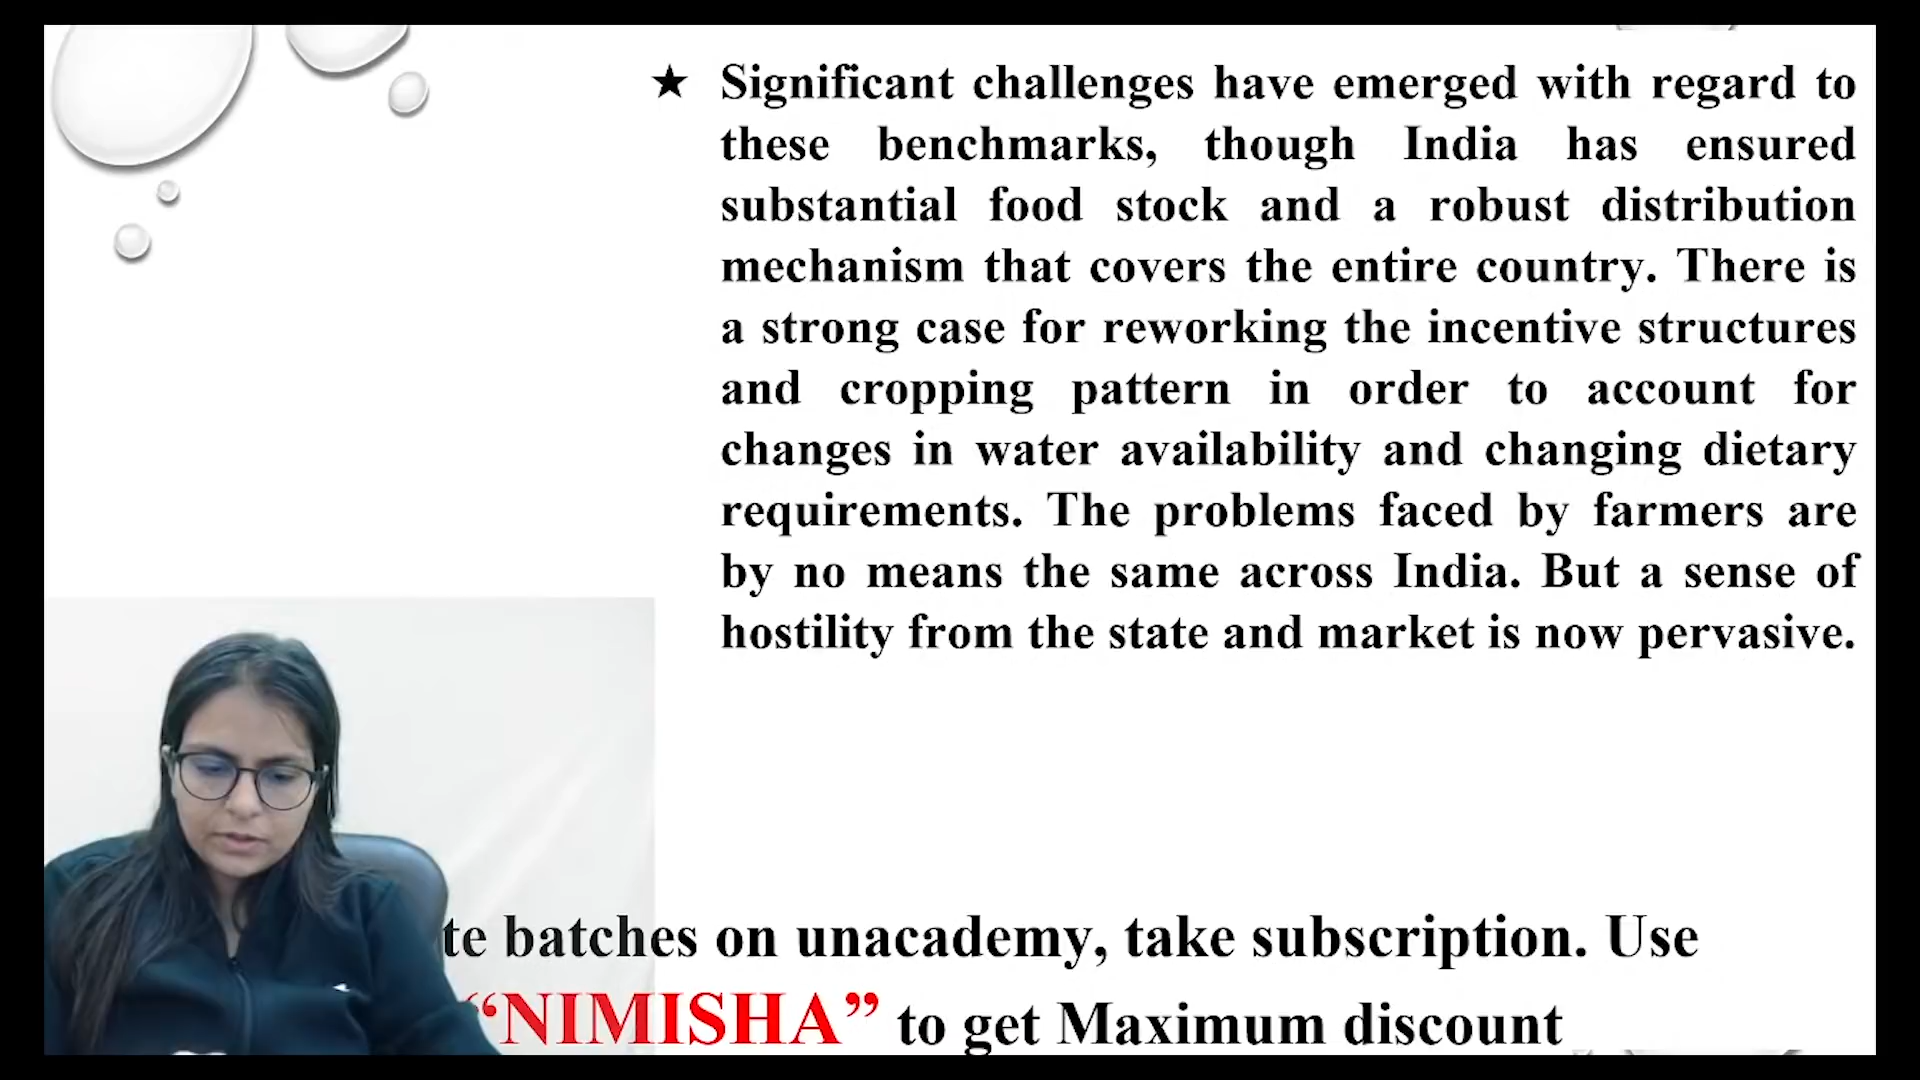 ★ Significant challenges have emerged with regard to
these benchmarks, though India has ensured
substantial food stock and a robust distribution
mechanism that covers the entire country. There is
a strong case for reworking the incentive structures
and cropping pattern in order to account for
changes in water availability and changing dietary
requirements. The problems faced by farmers are
by no means the same across India. But a sense of
hostility from the state and market is now pervasive.
batches on unacademy, take subscription. Use
“NIMISHA” to get Maximum discount